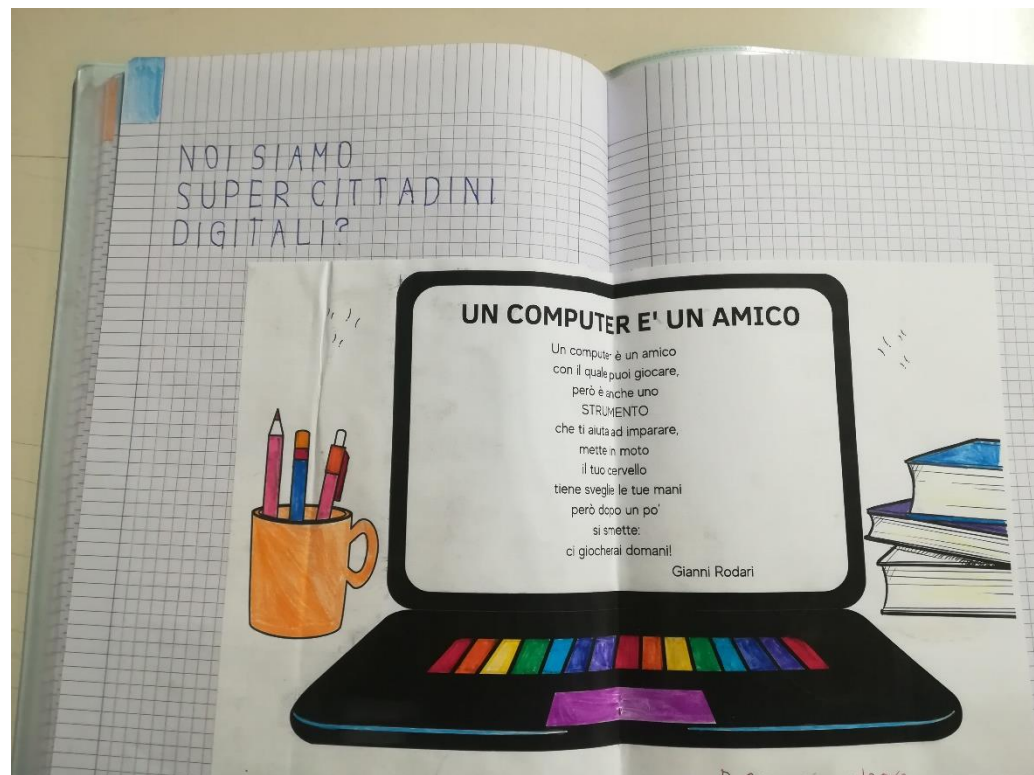 NOI SIAMO
SUPER CITTADINI
DIGITALI?
UN COMPUTER E' UN AMICO
Un computer è un amico
con il quale puoi giocare,
però è anche uno
STRUMENTO
che ti aiuta ad imparare,
mette in moto
il tuo cervello
tiene sveglie le tue mani
però dopo un po'
si smette:
ci giocherai domani!
Gianni Rodari